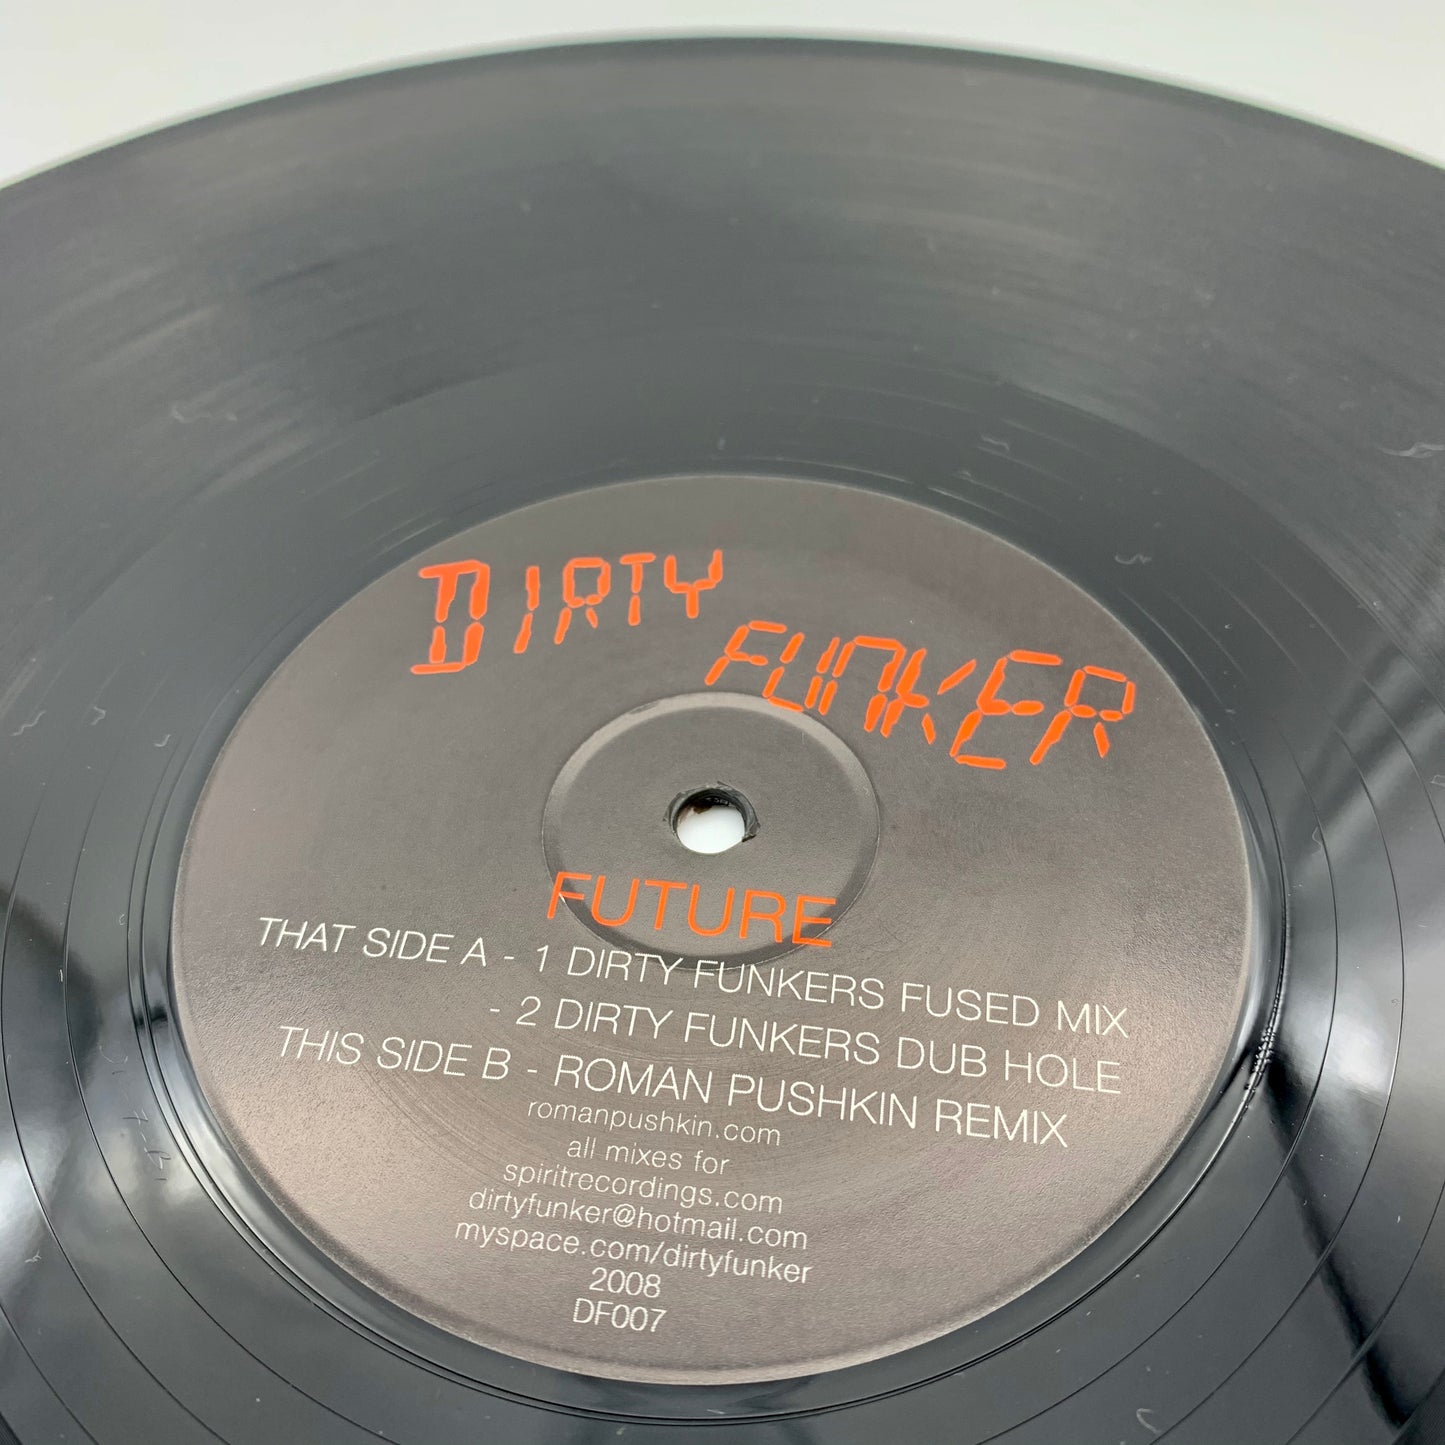 DIRTY
FUNKER
FUTURE
THAT SIDE A - 1 DIRTY FUNKERS FUSED MIX
- 2 DIRTY FUNKERS DUB HOLE
THIS SIDE B - ROMAN PUSHKIN REMIX
romanpushkin.com
all mixes for
spiritrecordings.com
dirtyfunker@hotmail.com
myspace.com/dirtyfunker
2008
DF007